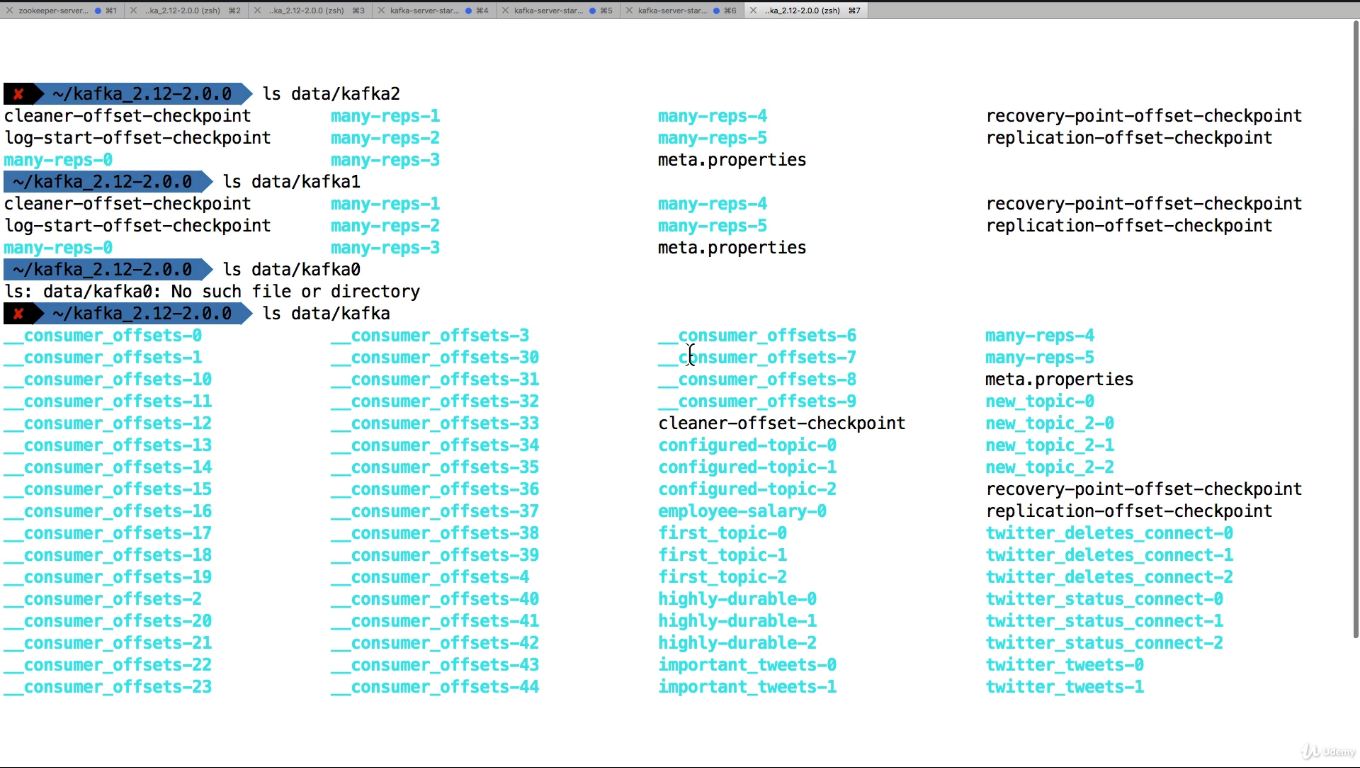 zookeeper-server... ⌘1 ..ka_2.12-2.0.0 (zsh) ⌘2 ..ka_2.12-2.0.0 (zsh) ⌘3 kafka-server-star... ⌘4 kafka-server-star... ⌘5 kafka-server-star... ⌘6 ..ka_2.12-2.0.0 (zsh) ⌘7
✘ ~/kafka_2.12-2.0.0 ls data/kafka2
cleaner-offset-checkpoint many-reps-1 many-reps-4 recovery-point-offset-checkpoint
log-start-offset-checkpoint many-reps-2 many-reps-5 replication-offset-checkpoint
many-reps-0 many-reps-3 meta.properties
~/kafka_2.12-2.0.0 ls data/kafka1
cleaner-offset-checkpoint many-reps-1 many-reps-4 recovery-point-offset-checkpoint
log-start-offset-checkpoint many-reps-2 many-reps-5 replication-offset-checkpoint
many-reps-0 many-reps-3 meta.properties
~/kafka_2.12-2.0.0 ls data/kafka0
ls: data/kafka0: No such file or directory
✘ ~/kafka_2.12-2.0.0 ls data/kafka
__consumer_offsets-0 __consumer_offsets-3 __consumer_offsets-6 many-reps-4
__consumer_offsets-1 __consumer_offsets-30 __consumer_offsets-7 many-reps-5
__consumer_offsets-10 __consumer_offsets-31 __consumer_offsets-8 meta.properties
__consumer_offsets-11 __consumer_offsets-32 __consumer_offsets-9 new_topic-0
__consumer_offsets-12 __consumer_offsets-33 cleaner-offset-checkpoint new_topic_2-0
__consumer_offsets-13 __consumer_offsets-34 configured-topic-0 new_topic_2-1
__consumer_offsets-14 __consumer_offsets-35 configured-topic-1 new_topic_2-2
__consumer_offsets-15 __consumer_offsets-36 configured-topic-2 recovery-point-offset-checkpoint
__consumer_offsets-16 __consumer_offsets-37 employee-salary-0 replication-offset-checkpoint
__consumer_offsets-17 __consumer_offsets-38 first_topic-0 twitter_deletes_connect-0
__consumer_offsets-18 __consumer_offsets-39 first_topic-1 twitter_deletes_connect-1
__consumer_offsets-19 __consumer_offsets-4 first_topic-2 twitter_deletes_connect-2
__consumer_offsets-2 __consumer_offsets-40 highly-durable-0 twitter_status_connect-0
__consumer_offsets-20 __consumer_offsets-41 highly-durable-1 twitter_status_connect-1
__consumer_offsets-21 __consumer_offsets-42 highly-durable-2 twitter_status_connect-2
__consumer_offsets-22 __consumer_offsets-43 important_tweets-0 twitter_tweets-0
__consumer_offsets-23 __consumer_offsets-44 important_tweets-1 twitter_tweets-1
Udemy